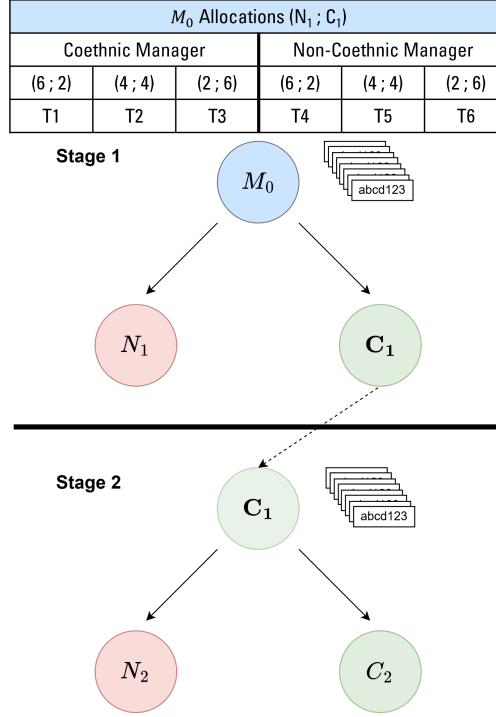 M₀ Allocations (N₁ ; C₁)
Coethnic Manager Non-Coethnic Manager
(6 ; 2) (4 ; 4) (2 ; 6) (6 ; 2) (4 ; 4) (2 ; 6)
T1 T2 T3 T4 T5 T6
Stage 1
M₀
abcd123
N₁ C₁
Stage 2
C₁
abcd123
N₂ C₂